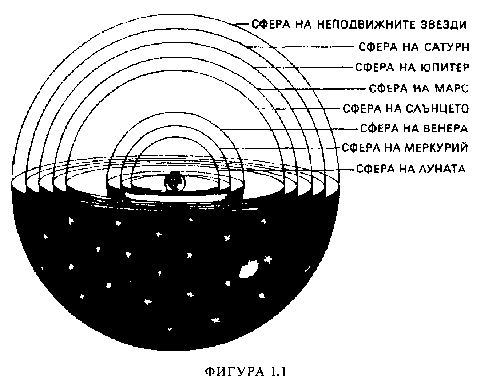 СФЕРА НА НЕПОДВИЖНИТЕ ЗВЕЗДИ
СФЕРА НА САТУРН
СФЕРА НА ЮПИТЕР
СФЕРА НА МАРС
СФЕРА НА СЛЪНЦЕТО
СФЕРА НА ВЕНЕРА
СФЕРА НА МЕРКУРИЙ
СФЕРА НА ЛУНАТА
ФИГУРА 1.1